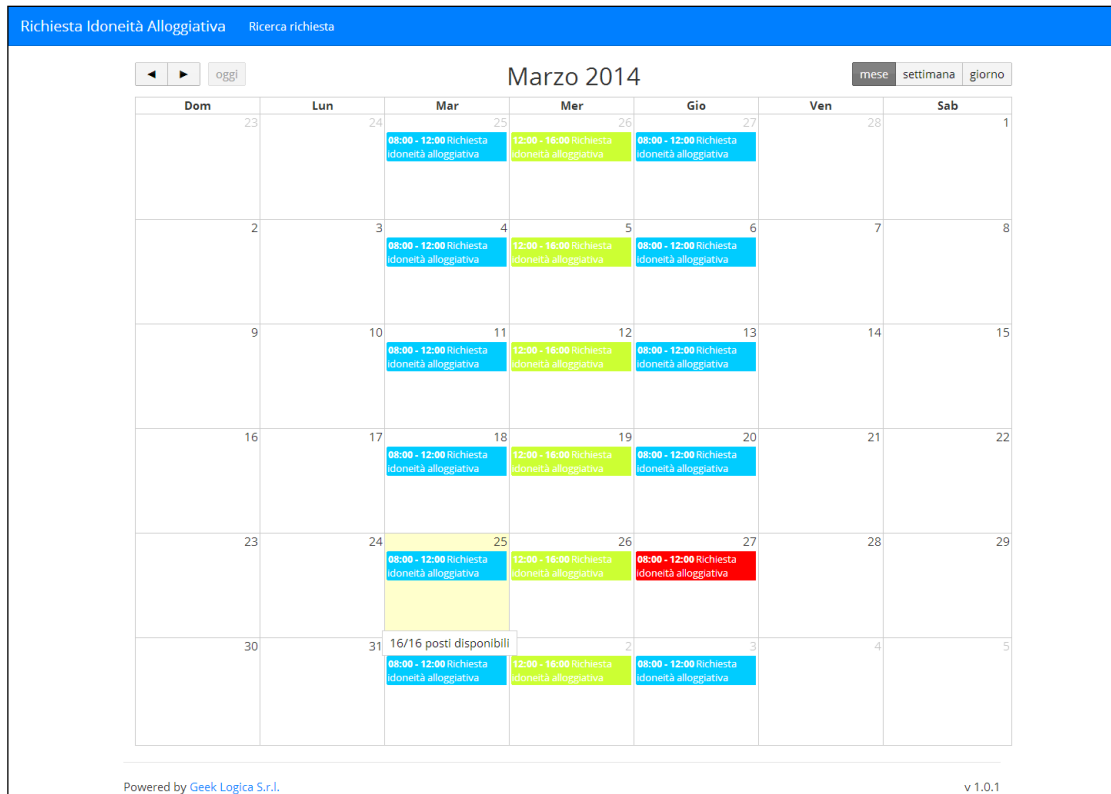 Richiesta Idoneità Alloggiativa Ricerca richiesta
◄ ► oggi Marzo 2014 mese settimana giorno
Dom Lun Mar Mer Gio Ven Sab
23 24 25 26 27 28 1
08:00 - 12:00 Richiesta 12:00 - 16:00 Richiesta 08:00 - 12:00 Richiesta
idoneità alloggiativa idoneità alloggiativa idoneità alloggiativa
2 3 4 5 6 7 8
08:00 - 12:00 Richiesta 12:00 - 16:00 Richiesta 08:00 - 12:00 Richiesta
idoneità alloggiativa idoneità alloggiativa idoneità alloggiativa
9 10 11 12 13 14 15
08:00 - 12:00 Richiesta 12:00 - 16:00 Richiesta 08:00 - 12:00 Richiesta
idoneità alloggiativa idoneità alloggiativa idoneità alloggiativa
16 17 18 19 20 21 22
08:00 - 12:00 Richiesta 12:00 - 16:00 Richiesta 08:00 - 12:00 Richiesta
idoneità alloggiativa idoneità alloggiativa idoneità alloggiativa
23 24 25 26 27 28 29
08:00 - 12:00 Richiesta 12:00 - 16:00 Richiesta 08:00 - 12:00 Richiesta
idoneità alloggiativa idoneità alloggiativa idoneità alloggiativa
30 31 16/16 posti disponibili 2 3 4 5
08:00 - 12:00 Richiesta 12:00 - 16:00 Richiesta 08:00 - 12:00 Richiesta
idoneità alloggiativa idoneità alloggiativa idoneità alloggiativa
Powered by Geek Logica S.r.l. v 1.0.1